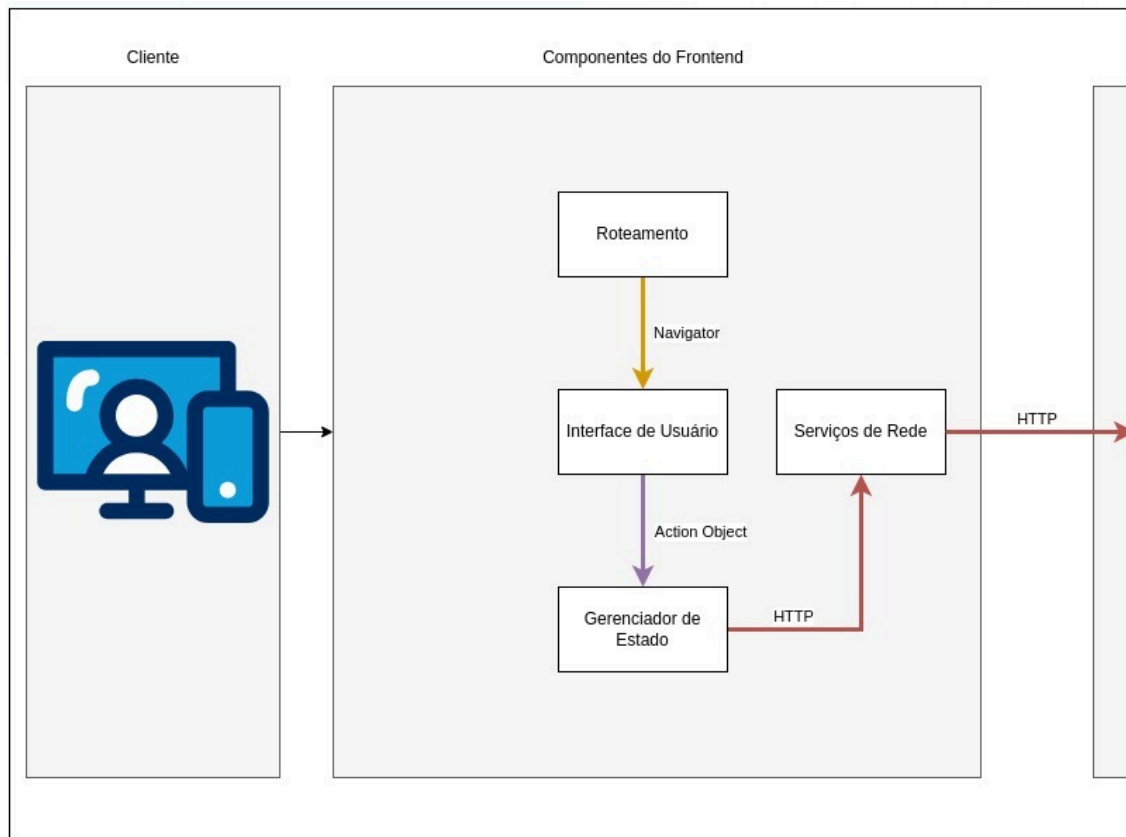 Cliente
Componentes do Frontend
Roteamento
Navigator
Interface de Usuário
Serviços de Rede
HTTP
Action Object
Gerenciador de
Estado
HTTP